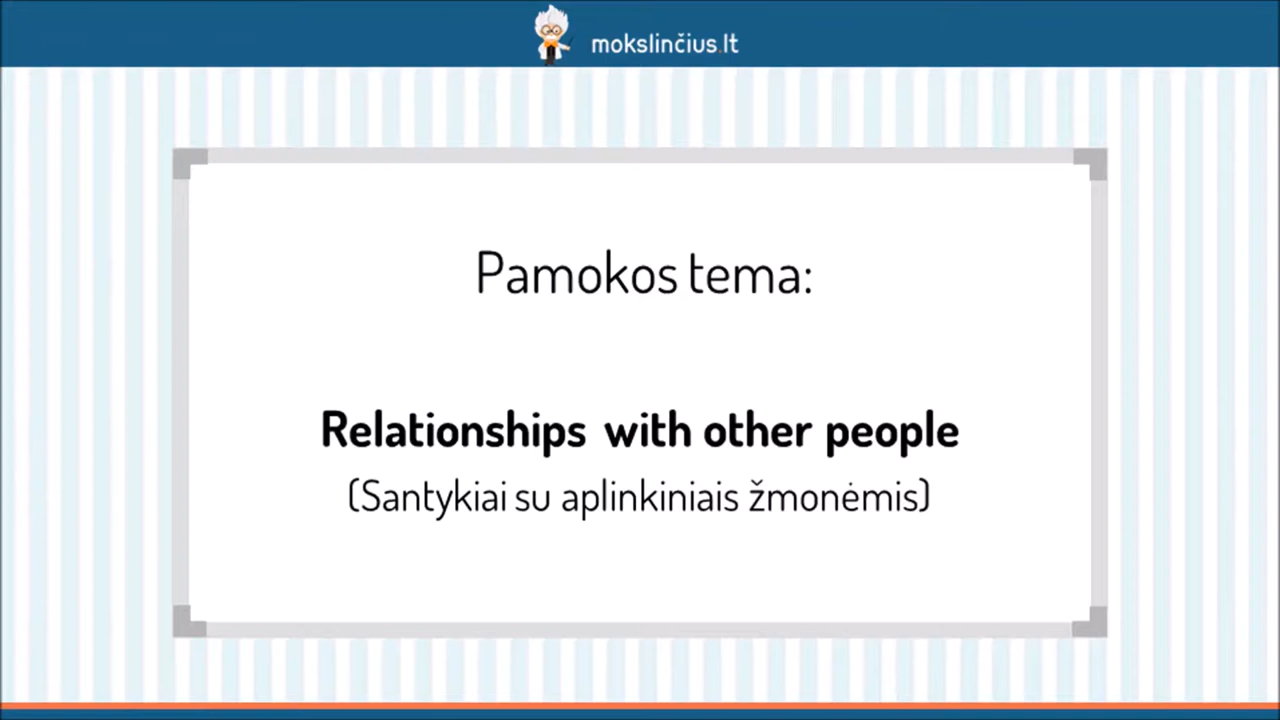 mokslinčius.lt
Pamokos tema:
Relationships with other people
(Santykiai su aplinkiniais žmonėmis)